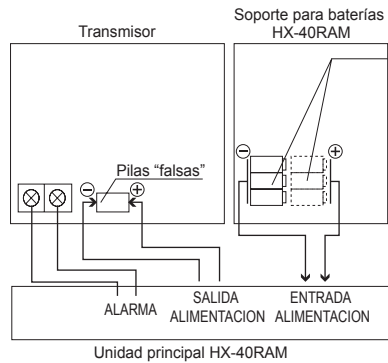 Transmisor
Soporte para baterías
HX-40RAM
Pilas “falsas”
ALARMA
SALIDA
ALIMENTACION
ENTRADA
ALIMENTACION
Unidad principal HX-40RAM